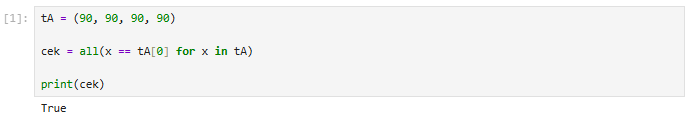 [1]: tA = (90, 90, 90, 90)
cek = all(x == tA[0] for x in tA)
print(cek)
True